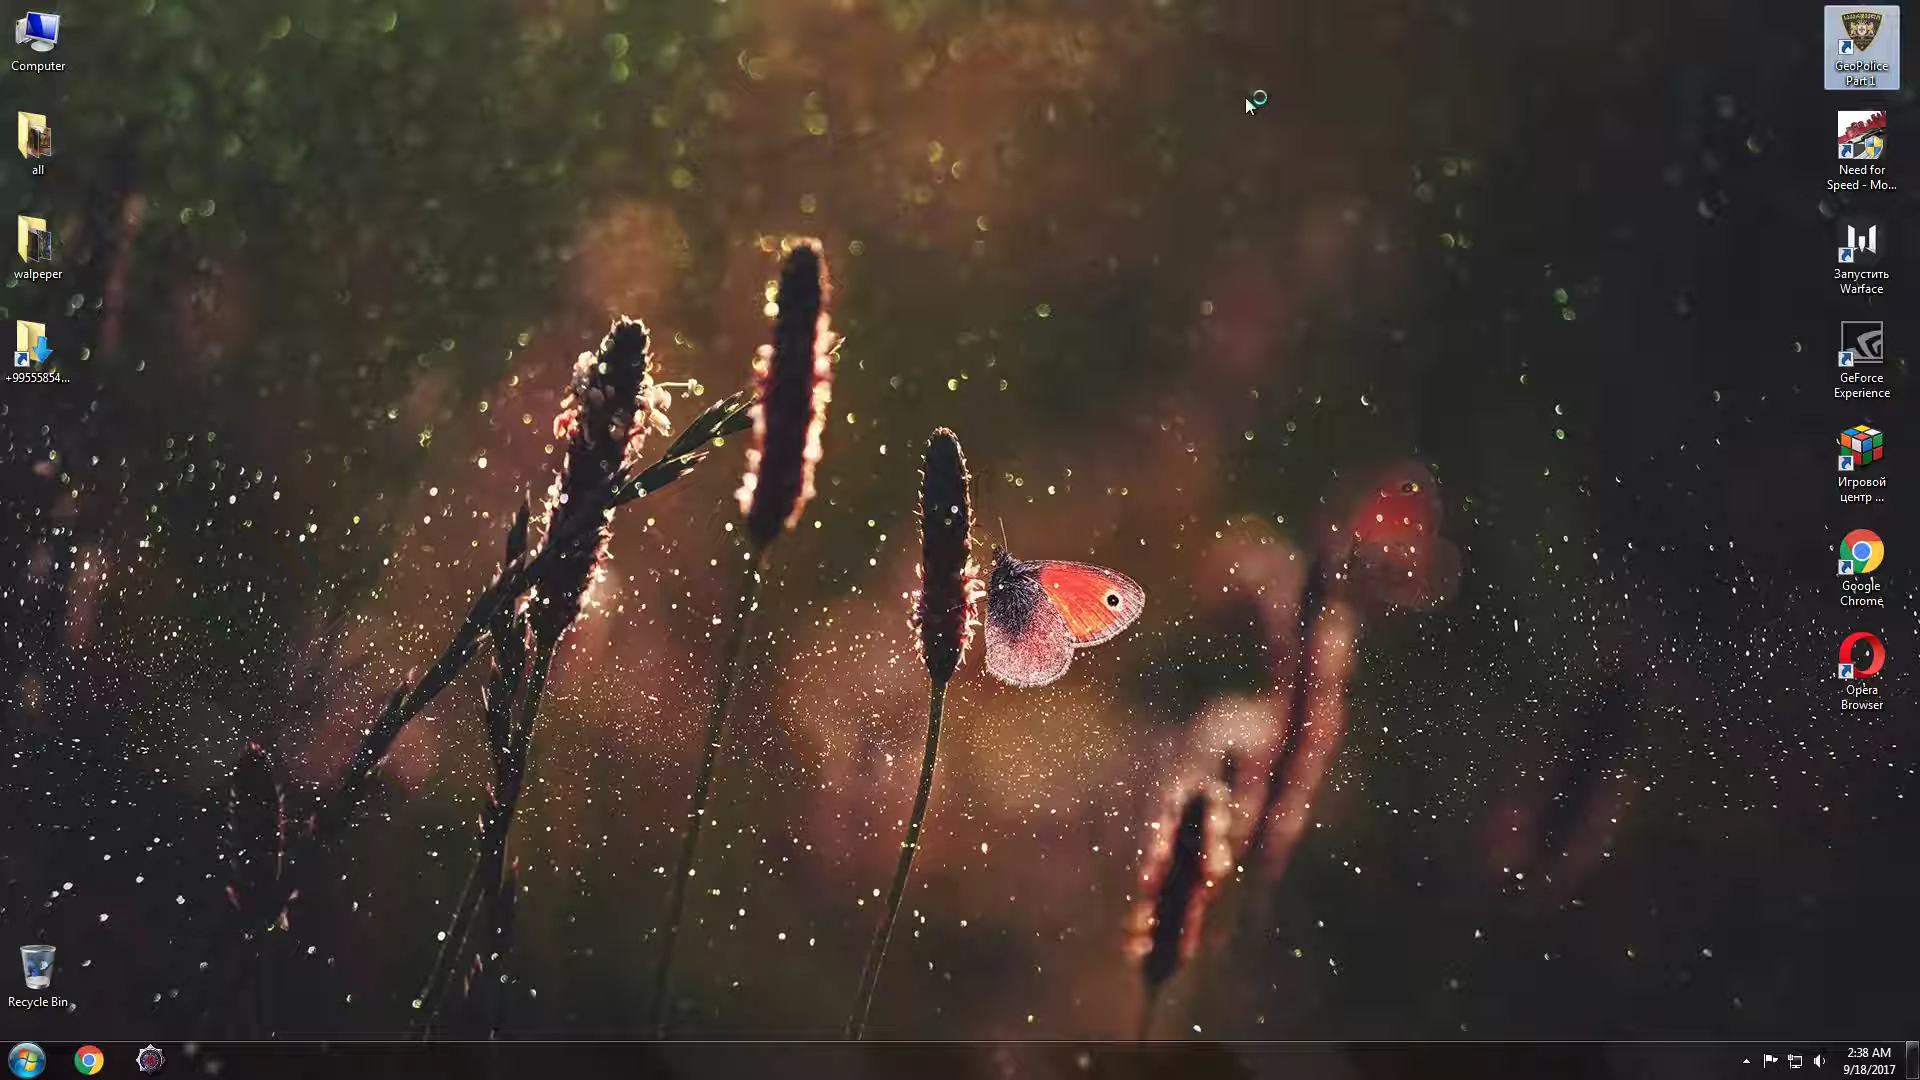 Computer
all
walpeper
+99555854...
Recycle Bin
GeoPolice
Part 1
Need for
Speed - Mo...
Запустить
Warface
GeForce
Experience
Игровой
центр ...
Google
Chrome
Opera
Browser
2:38 AM
9/18/2017